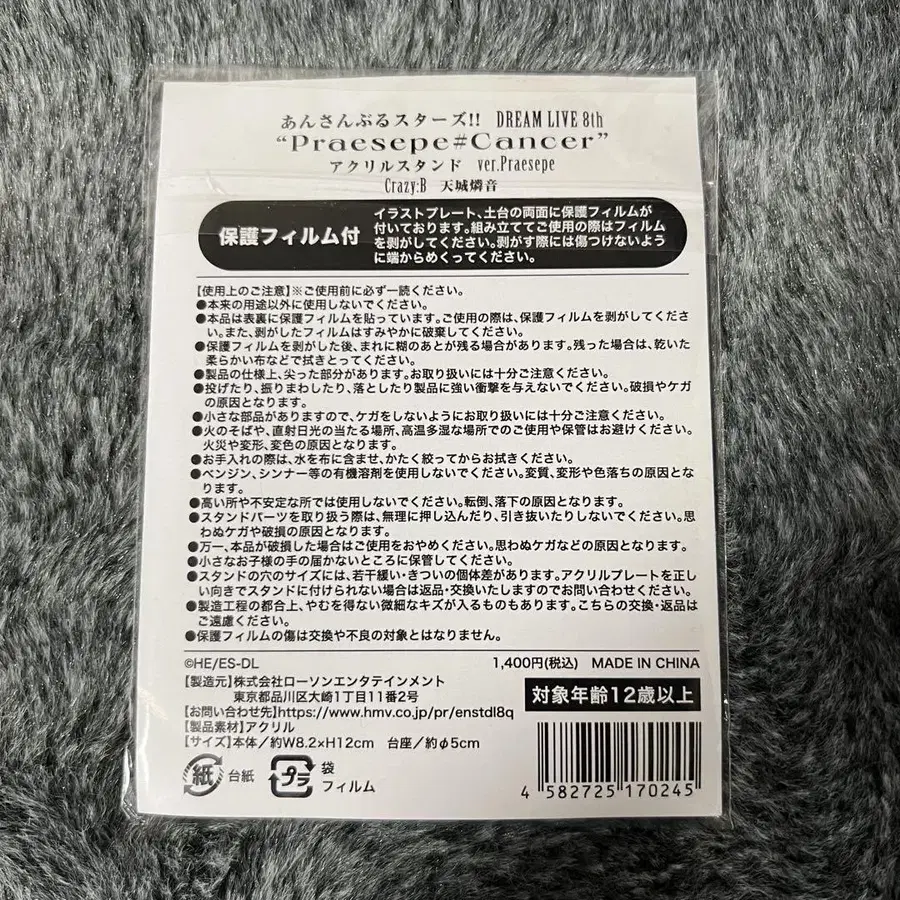 あんさんぶるスターズ!! DREAM LIVE 8th
“Praesepe#Cancer”
アクリルスタンド ver.Praesepe
Crazy:B 天城燐音
保護フィルム付
イラストプレート、土台の両面に保護フィルムが
付いております。組み立ててご使用の際はフィルム
を剥がしてください。剥がす際には傷つけないよう
に端からめくってください。
【使用上のご注意】※ご使用前に必ず一読ください。
●本来の用途以外に使用しないでください。
●本品は表裏に保護フィルムを貼っています。ご使用の際は、保護フィルムを剥がしてくださ
い。また、剥がしたフィルムはすみやかに破棄してください。
●保護フィルムを剥がした後、まれに糊のあとが残る場合があります。残った場合は、乾いた
柔らかい布などで拭きとってください。
●製品の仕様上、尖った部分があります。お取り扱いには十分ご注意ください。
●投げたり、振りまわしたり、落としたり製品に強い衝撃を与えないでください。破損やケガ
の原因となります。
●小さな部品がありますので、ケガをしないようにお取り扱いには十分ご注意ください。
●火のそばや、直射日光の当たる場所、高温多湿な場所でのご使用や保管はお避けください。
火災や変形、変色の原因となります。
●お手入れの際は、水を布に含ませ、かたく絞ってからお拭きください。
●ベンジン、シンナー等の有機溶剤を使用しないでください。変質、変形や色落ちの原因とな
ります。
●高い所や不安定な所では使用しないでください。転倒、落下の原因となります。
●スタンドパーツを取り扱う際は、無理に押し込んだり、引き抜いたりしないでください。思
わぬケガや破損の原因となります。
●万一、本品が破損した場合はご使用をおやめください。思わぬケガなどの原因となります。
●小さなお子様の手の届かないところに保管してください。
●スタンドの穴のサイズには、若干緩い・きついの個体差があります。アクリルプレートを正し
い向きでスタンドに付けられない場合は返品・交換いたしますのでお問い合わせください。
●製造工程の都合上、やむを得ない微細なキズが入るものもあります。こちらの交換・返品は
ご遠慮ください。
●保護フィルムの傷は交換や不良の対象とはなりません。
©HE/ES-DL 1,400円(税込) MADE IN CHINA
【製造元】株式会社ローソンエンタテインメント
東京都品川区大崎1丁目11番2号
対象年齢12歳以上
【お問い合わせ先】https://www.hmv.co.jp/pr/enstdl8q
【製品素材】アクリル
【サイズ】本体/約W8.2×H12cm 台座/約φ5cm
紙 台紙
プラ 袋
フィルム
4 582725 170245